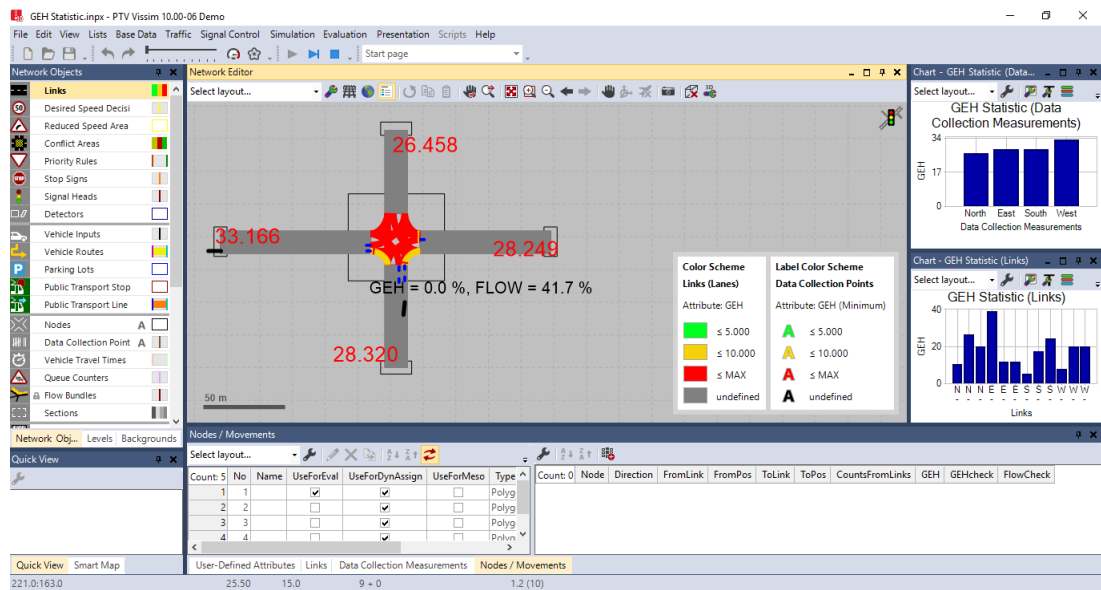 GEH Statistic.inpx - PTV Vissim 10.00-06 Demo
File Edit View Lists Base Data Traffic Signal Control Simulation Evaluation Presentation Scripts Help
Start page
Network Objects
Links
Desired Speed Decisi
Reduced Speed Area
Conflict Areas
Priority Rules
Stop Signs
Signal Heads
Detectors
Vehicle Inputs
Vehicle Routes
Parking Lots
Public Transport Stop
Public Transport Line
Nodes A
Data Collection Point A
Vehicle Travel Times
Queue Counters
Flow Bundles
Sections
Network Obj... Levels Backgrounds
Network Editor
Select layout...
26.458
33.166
28.249
GEH = 0.0 %, FLOW = 41.7 %
28.320
50 m
Color Scheme
Links (Lanes)
Attribute: GEH
≤ 5.000
≤ 10.000
≤ MAX
undefined
Label Color Scheme
Data Collection Points
Attribute: GEH (Minimum)
A ≤ 5.000
A ≤ 10.000
A ≤ MAX
A undefined
Chart - GEH Statistic (Data...
Select layout...
GEH Statistic (Data
Collection Measurements)
34
17
0
GEH
North East South West
Data Collection Measurements
Chart - GEH Statistic (Links)
Select layout...
GEH Statistic (Links)
40
20
0
GEH
N N N E E E S S S W W W
- - - - - - - - - - - -
Links
Quick View
Quick View Smart Map
Nodes / Movements
Select layout...
Count: 5 No Name UseForEval UseForDynAssign UseForMeso Type
1 1 Polyg
2 2 Polyg
3 3 Polyg
4 4 Polyg
Count: 0 Node Direction FromLink FromPos ToLink ToPos CountsFromLinks GEH GEHcheck FlowCheck
User-Defined Attributes Links Data Collection Measurements Nodes / Movements
221.0:163.0 25.50 15.0 9 + 0 1.2 (10)